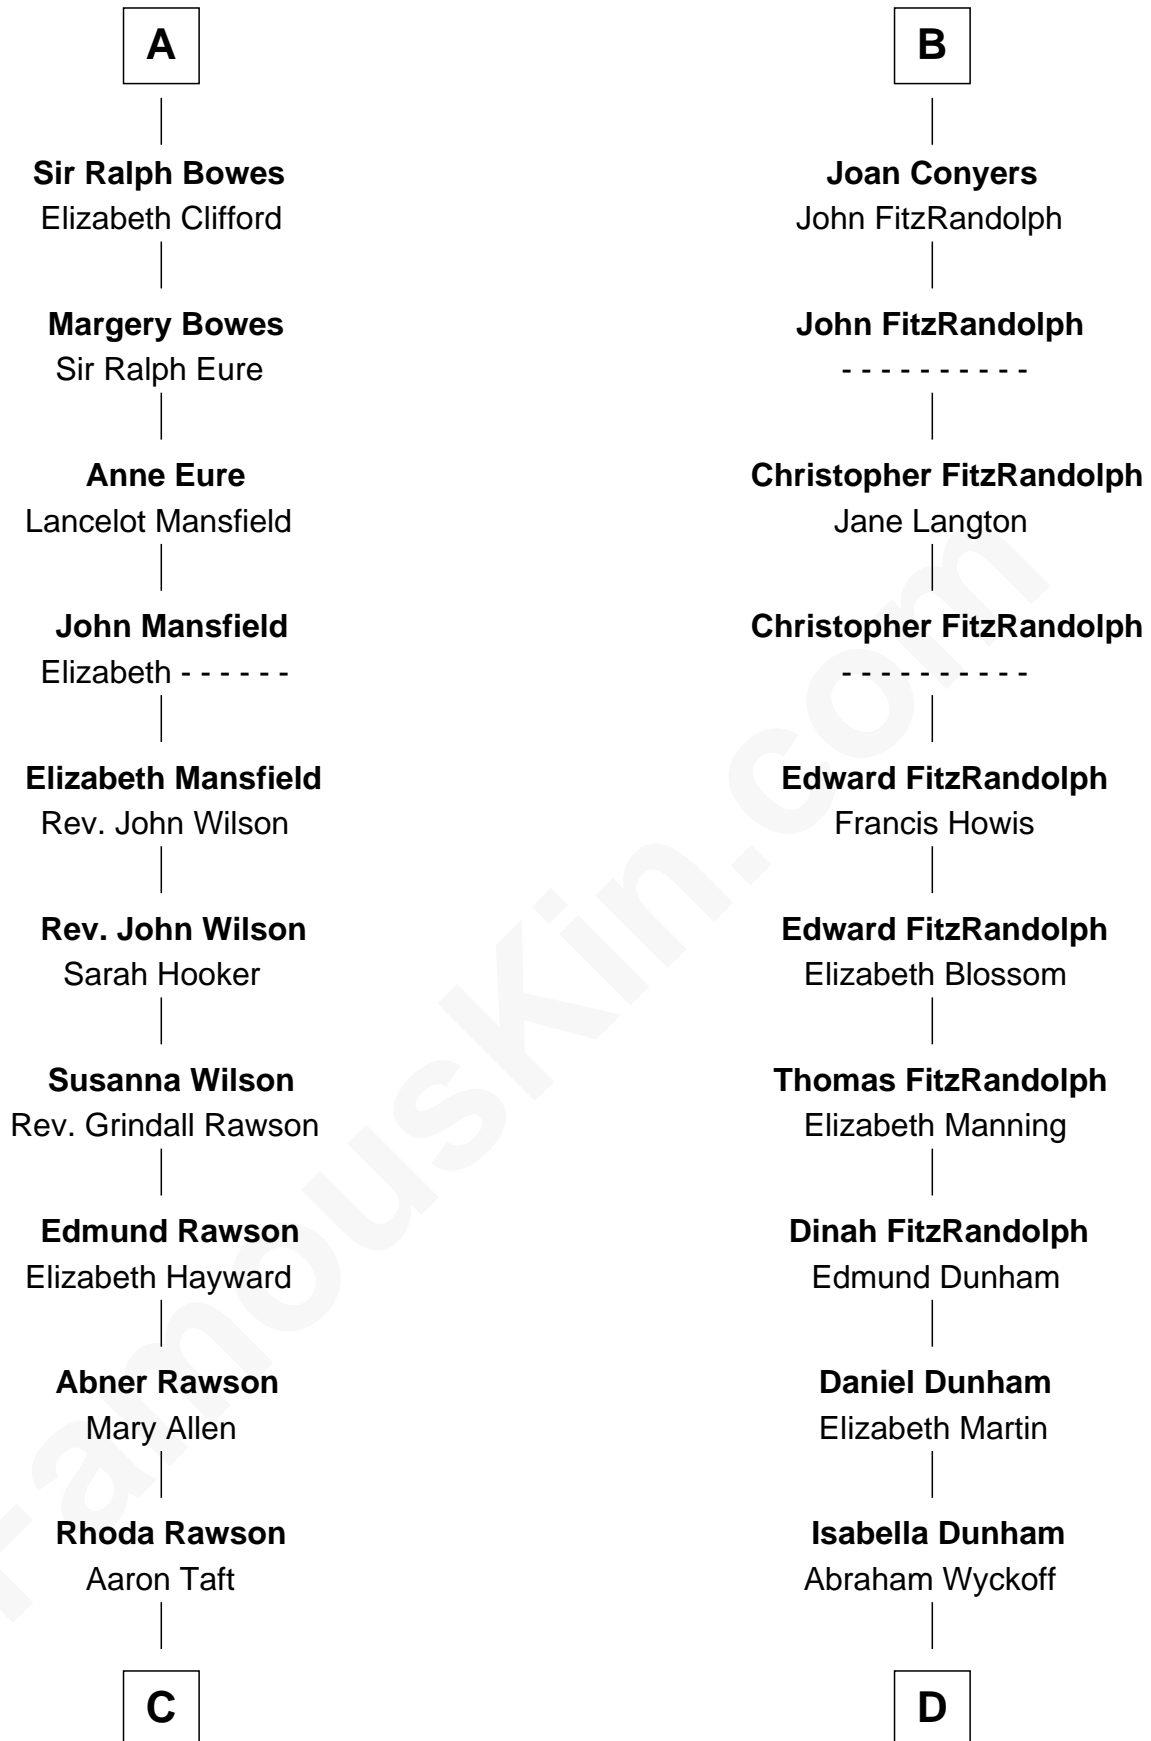 A
Sir Ralph Bowes
Elizabeth Clifford
Margery Bowes
Sir Ralph Eure
Anne Eure
Lancelot Mansfield
John Mansfield
Elizabeth - - - - - -
Elizabeth Mansfield
Rev. John Wilson
Rev. John Wilson
Sarah Hooker
Susanna Wilson
Rev. Grindall Rawson
Edmund Rawson
Elizabeth Hayward
Abner Rawson
Mary Allen
Rhoda Rawson
Aaron Taft
C
B
Joan Conyers
John FitzRandolph
John FitzRandolph
- - - - - - - - - -
Christopher FitzRandolph
Jane Langton
Christopher FitzRandolph
- - - - - - - - - -
Edward FitzRandolph
Francis Howis
Edward FitzRandolph
Elizabeth Blossom
Thomas FitzRandolph
Elizabeth Manning
Dinah FitzRandolph
Edmund Dunham
Daniel Dunham
Elizabeth Martin
Isabella Dunham
Abraham Wyckoff
D
FamousKin.com